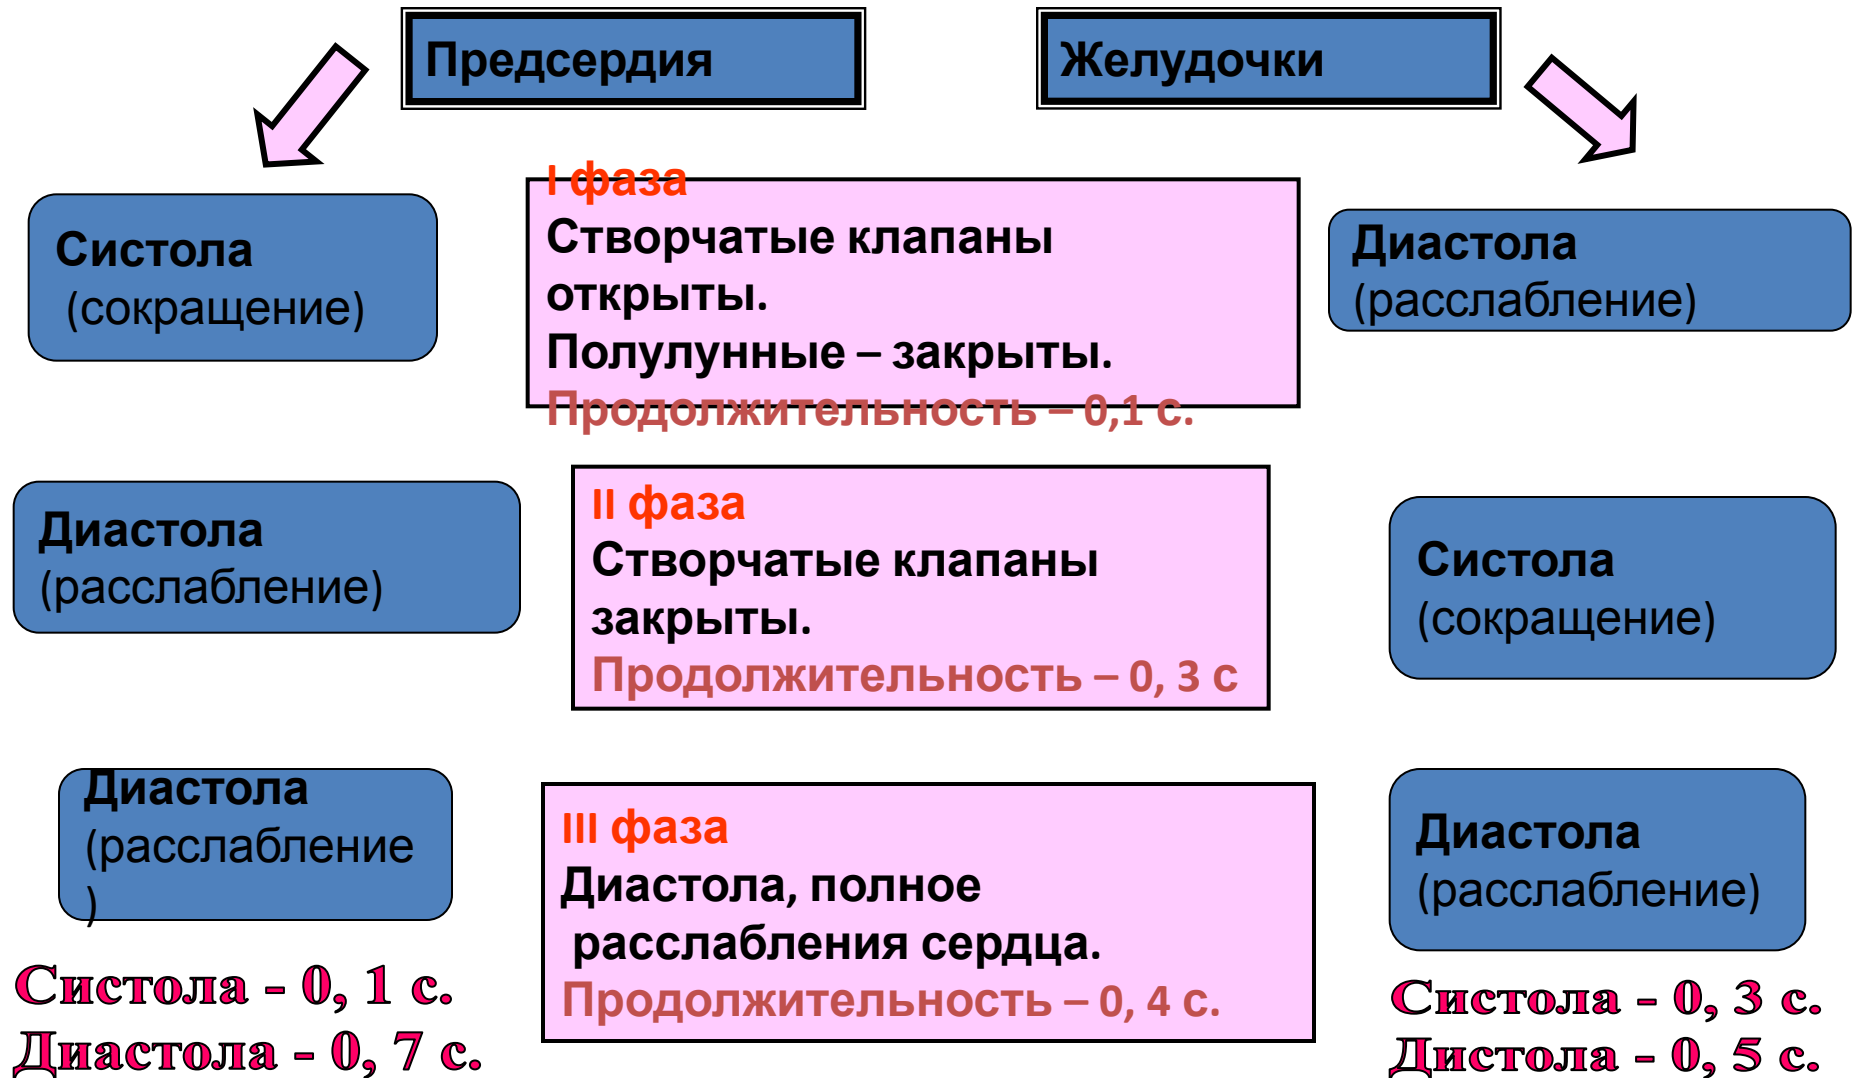 Предсердия
Желудочки
Систола
(сокращение)
I фаза
Створчатые клапаны
открыты.
Полулунные – закрыты.
Продолжительность – 0,1 с.
Диастола
(расслабление)
Диастола
(расслабление)
II фаза
Створчатые клапаны
закрыты.
Продолжительность – 0, 3 с
Систола
(сокращение)
Диастола
(расслабление
)
III фаза
Диастола, полное
расслабления сердца.
Продолжительность – 0, 4 с.
Диастола
(расслабление)
Систола - 0, 1 с.
Диастола - 0, 7 с.
Систола - 0, 3 с.
Дистола - 0, 5 с.